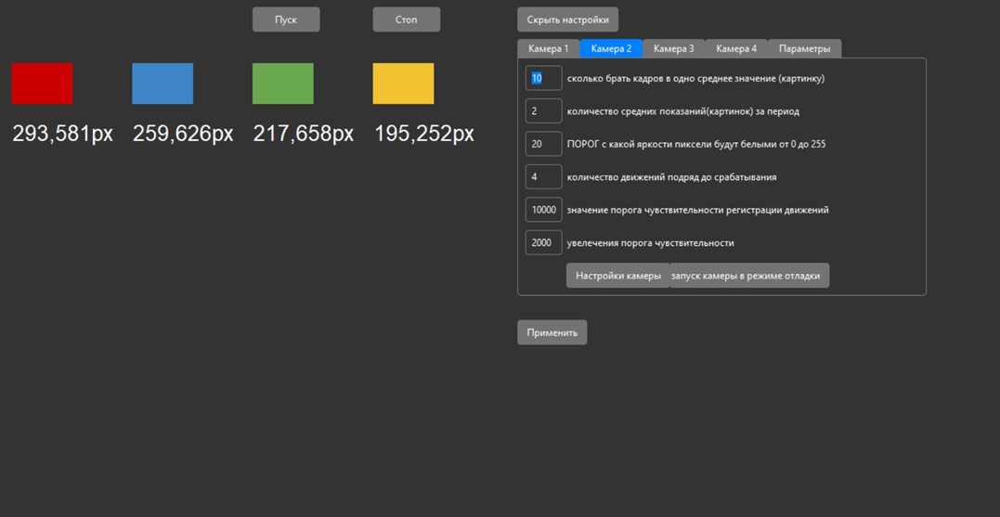 Пуск Стоп Скрыть настройки
Камера 1 Камера 2 Камера 3 Камера 4 Параметры
293,581px 259,626px 217,658px 195,252px
10 сколько брать кадров в одно среднее значение (картинку)
2 количество средних показаний(картинок) за период
20 ПОРОГ с какой яркости пиксели будут белыми от 0 до 255
4 количество движений подряд до срабатывания
10000 значение порога чувствительности регистрации движений
2000 увелечения порога чувствительности
Настройки камеры запуск камеры в режиме отладки
Применить